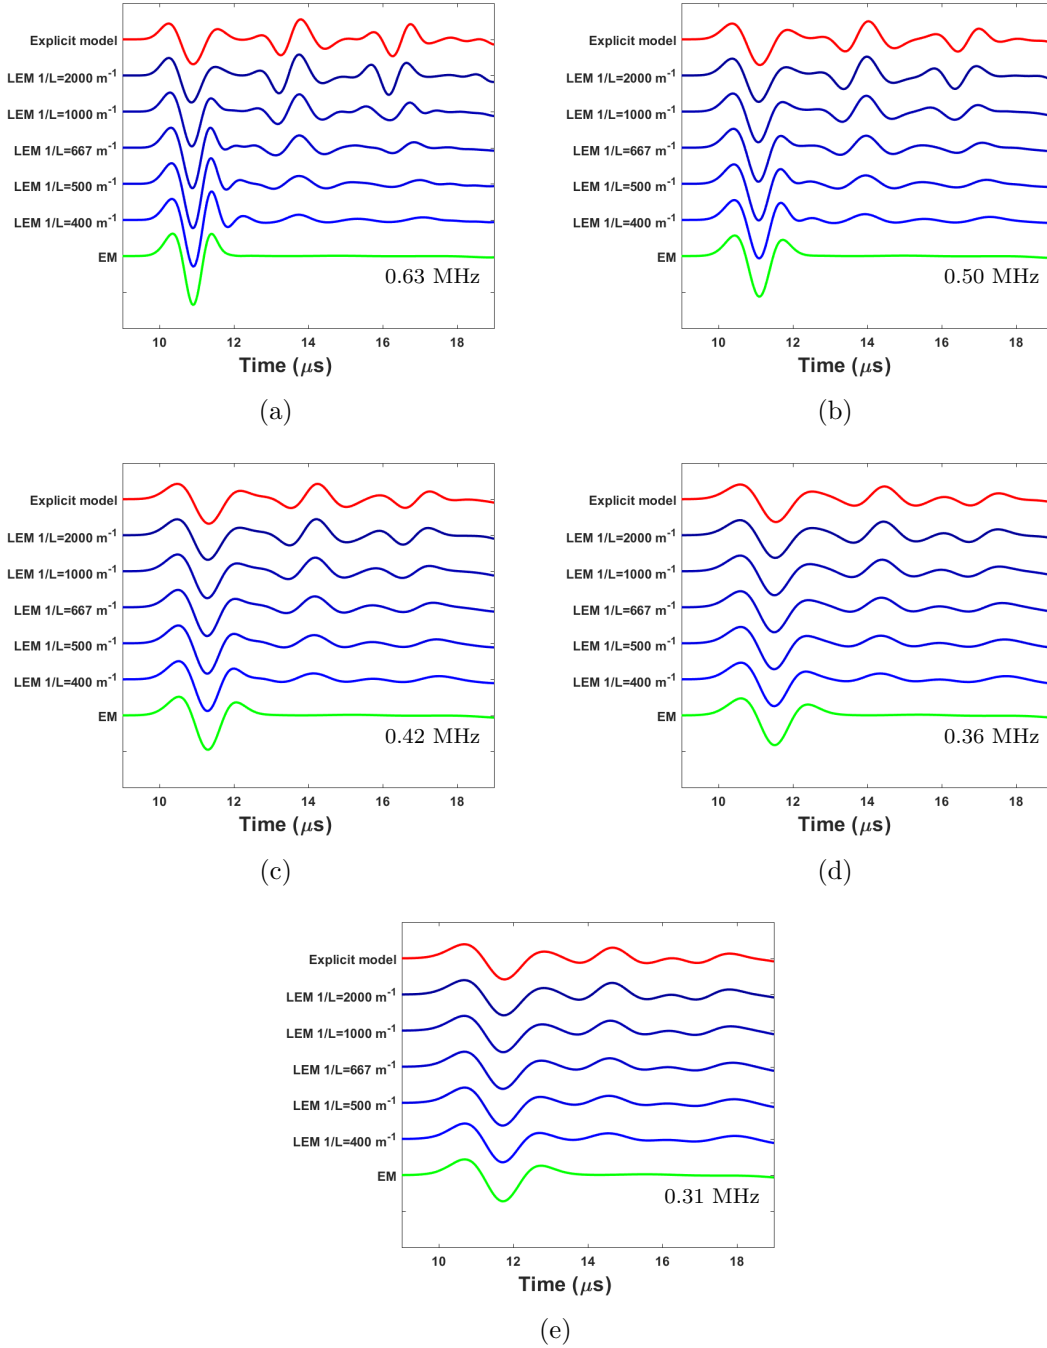 Explicit model
LEM 1/L=2000 m⁻¹
LEM 1/L=1000 m⁻¹
LEM 1/L=667 m⁻¹
LEM 1/L=500 m⁻¹
LEM 1/L=400 m⁻¹
EM
0.63 MHz
10 12 14 16 18
Time (μs)
(a)
Explicit model
LEM 1/L=2000 m⁻¹
LEM 1/L=1000 m⁻¹
LEM 1/L=667 m⁻¹
LEM 1/L=500 m⁻¹
LEM 1/L=400 m⁻¹
EM
0.50 MHz
10 12 14 16 18
Time (μs)
(b)
Explicit model
LEM 1/L=2000 m⁻¹
LEM 1/L=1000 m⁻¹
LEM 1/L=667 m⁻¹
LEM 1/L=500 m⁻¹
LEM 1/L=400 m⁻¹
EM
0.42 MHz
10 12 14 16 18
Time (μs)
(c)
Explicit model
LEM 1/L=2000 m⁻¹
LEM 1/L=1000 m⁻¹
LEM 1/L=667 m⁻¹
LEM 1/L=500 m⁻¹
LEM 1/L=400 m⁻¹
EM
0.36 MHz
10 12 14 16 18
Time (μs)
(d)
Explicit model
LEM 1/L=2000 m⁻¹
LEM 1/L=1000 m⁻¹
LEM 1/L=667 m⁻¹
LEM 1/L=500 m⁻¹
LEM 1/L=400 m⁻¹
EM
0.31 MHz
10 12 14 16 18
Time (μs)
(e)